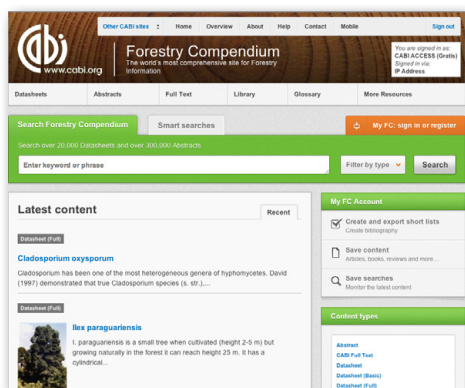 Other CABI sites Home Overview About Help Contact Mobile Sign out
cabi
www.cabi.org
Forestry Compendium
The world's most comprehensive site for Forestry
Information
You are signed in as:
CABI ACCESS (Gratis)
Signed in via:
IP Address
Datasheets Abstracts Full Text Library Glossary More Resources
Search Forestry Compendium Smart searches My FC: sign in or register
Search over 20,000 Datasheets and over 300,000 Abstracts
Enter keyword or phrase Filter by type Search
Latest content Recent
Datasheet (Full)
Cladosporium oxysporum
Cladosporium has been one of the most heterogeneous genera of hyphomycetes. David
(1997) demonstrated that true Cladosporium species (s. str.),...
Datasheet (Full)
Ilex paraguariensis
I. paraguariensis is a small tree when cultivated (height 2-5 m) but
growing naturally in the forest it can reach height 25 m. It has a
cylindrical...
My FC Account
Create and export short lists
Create bibliography
Save content
Articles, books, reviews and more...
Save searches
Monitor the latest content
Content types
Abstract
CABI Full Text
Datasheet
Datasheet (Basic)
Datasheet (Full)